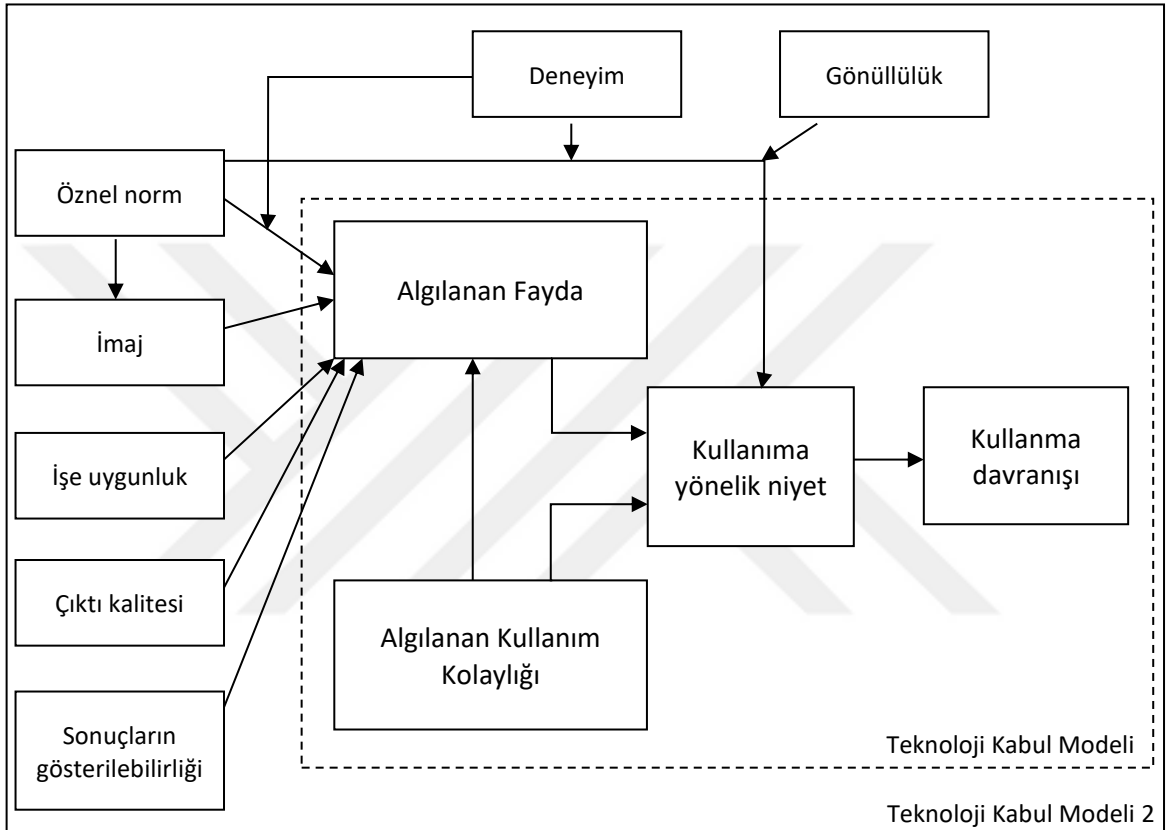 Deneyim
Gönüllülük
Öznel norm
Algılanan Fayda
İmaj
Kullanıma
yönelik niyet
Kullanma
davranışı
İşe uygunluk
Çıktı kalitesi
Algılanan Kullanım
Kolaylığı
Sonuçların
gösterilebilirliği
Teknoloji Kabul Modeli
Teknoloji Kabul Modeli 2